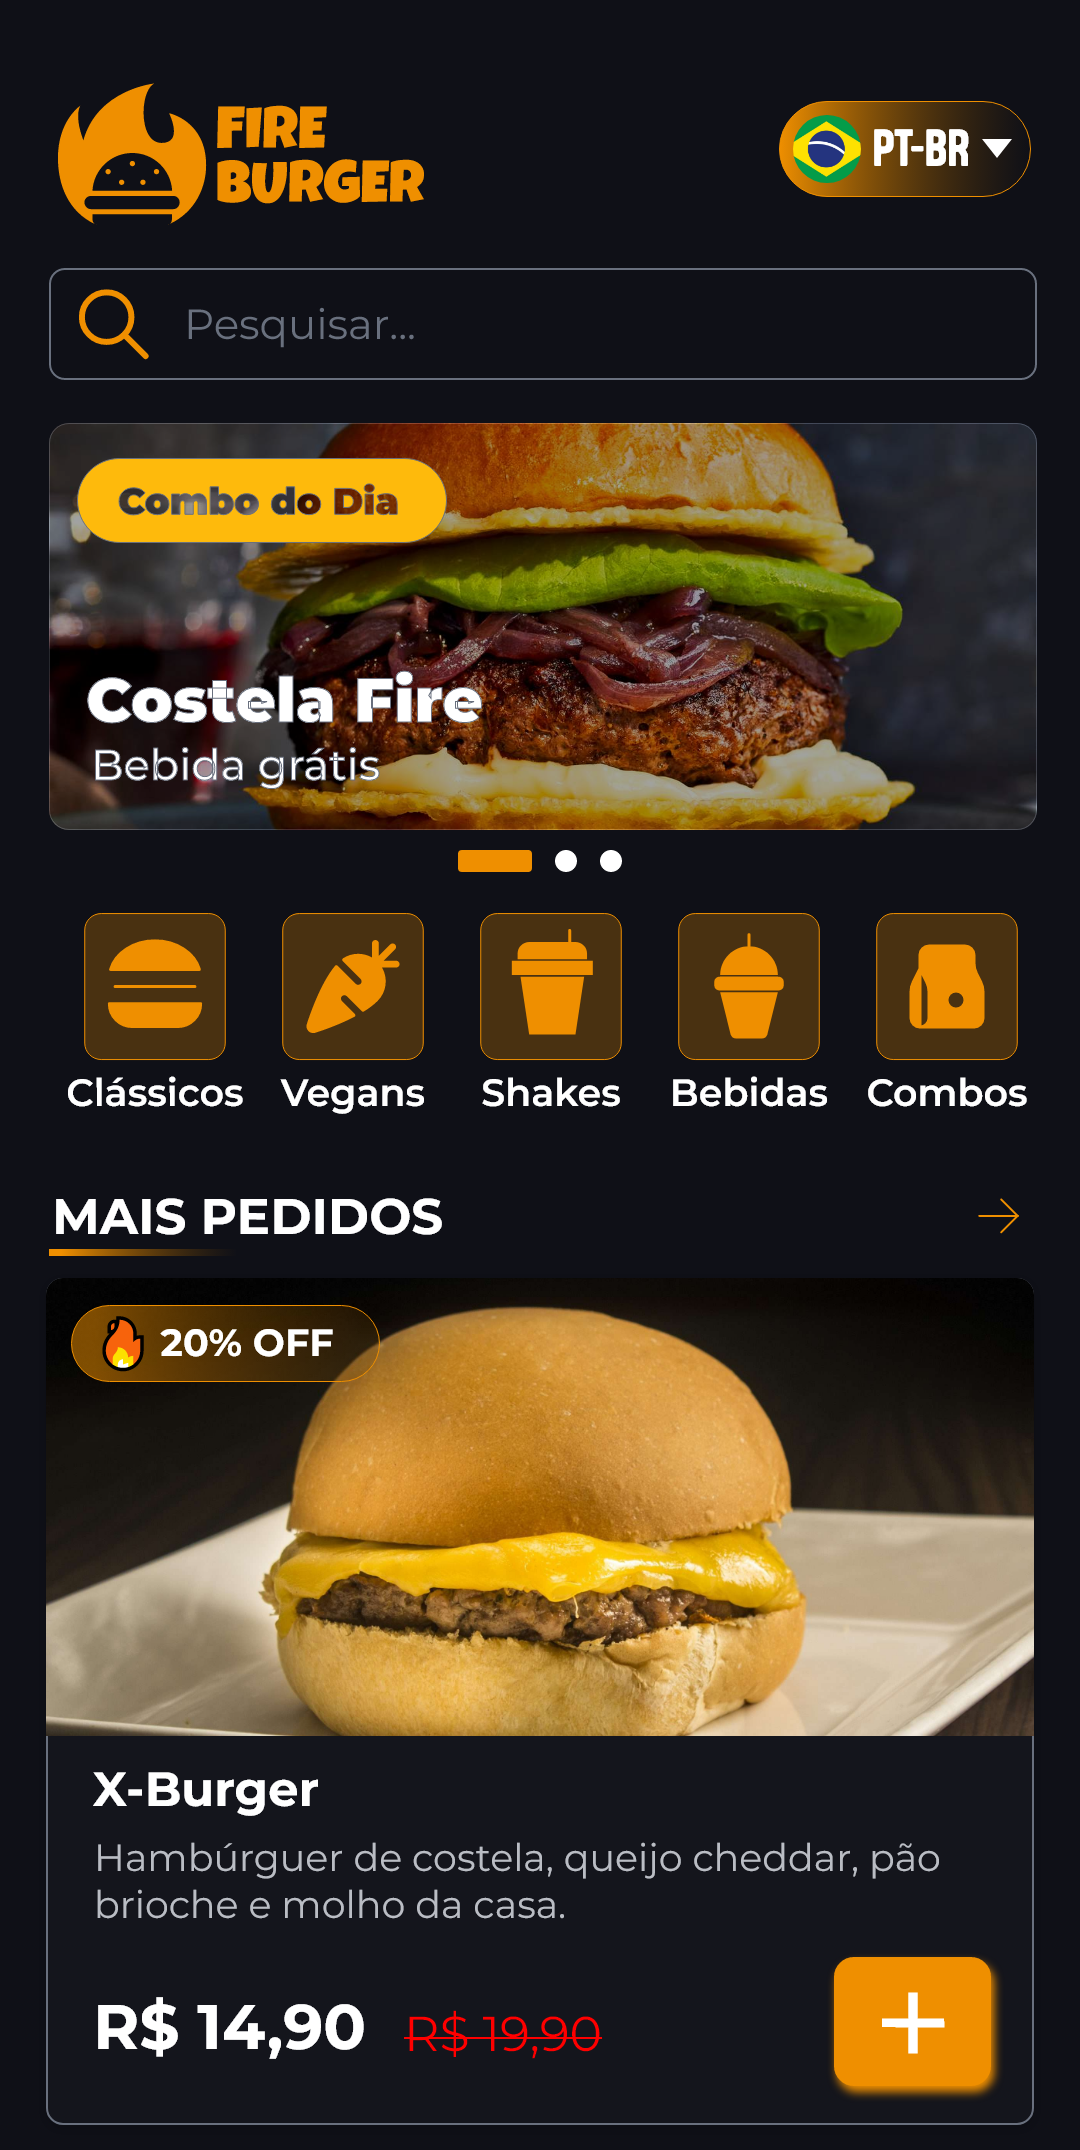 FIRE
BURGER
PT-BR
Pesquisar...
Combo do Dia
Costela Fire
Bebida grátis
Clássicos Vegans Shakes Bebidas Combos
MAIS PEDIDOS
20% OFF
X-Burger
Hambúrguer de costela, queijo cheddar, pão
brioche e molho da casa.
R$ 14,90 R$ 19,90